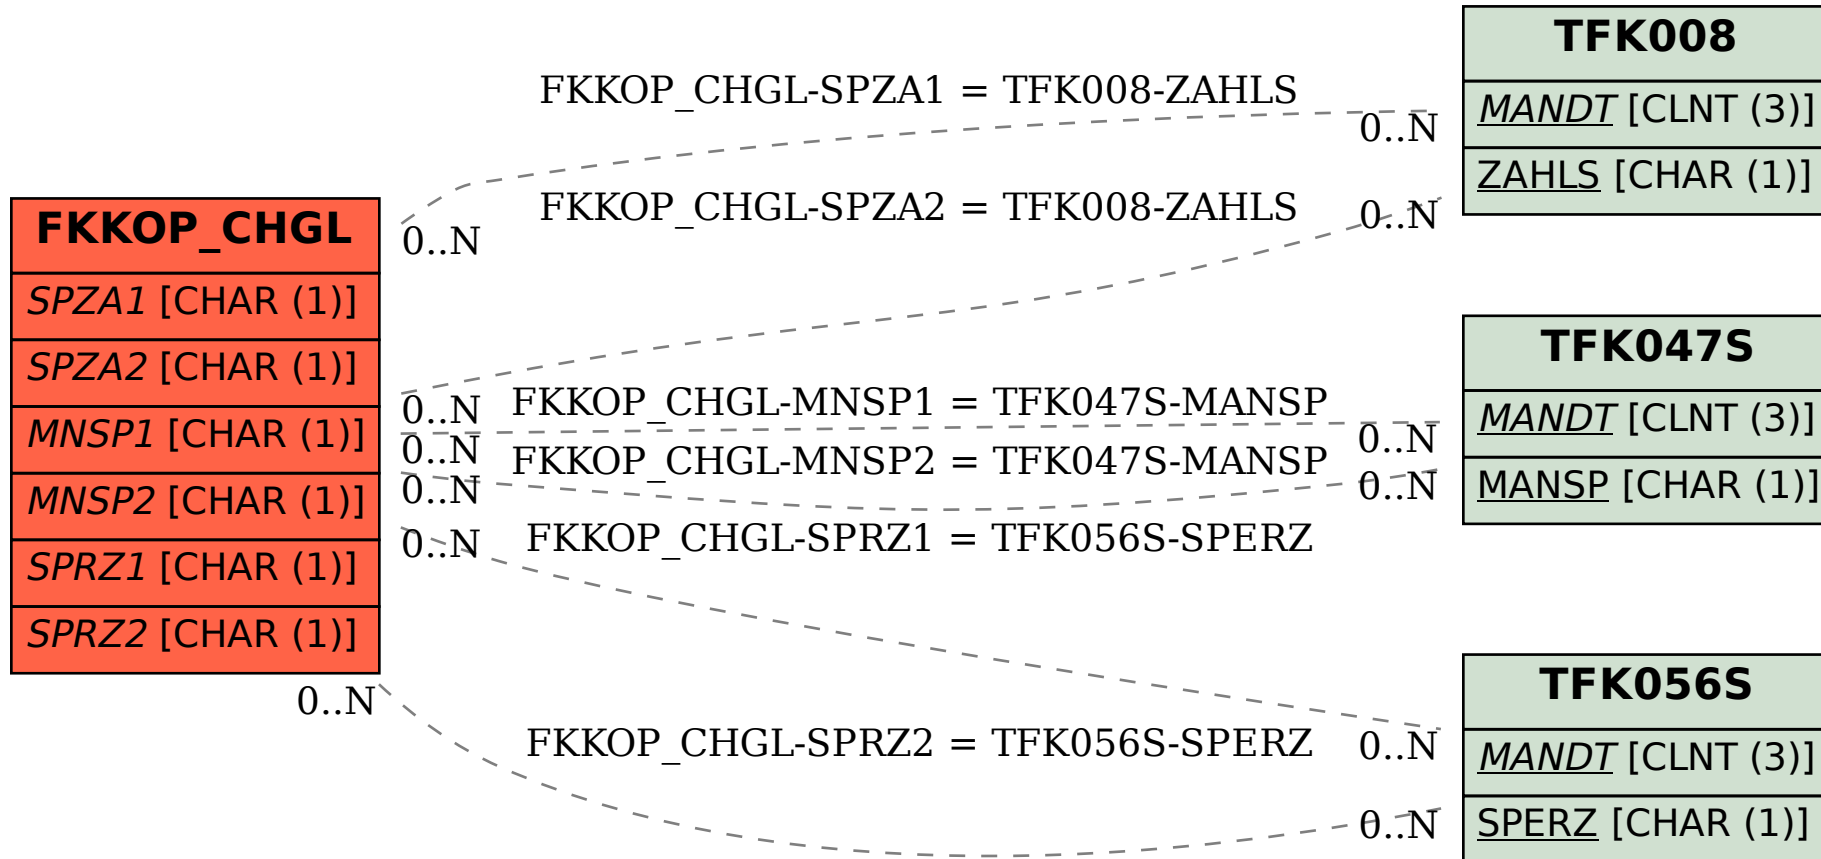 FKKOP_CHGL
SPZA1 [CHAR (1)]
SPZA2 [CHAR (1)]
MNSP1 [CHAR (1)]
MNSP2 [CHAR (1)]
SPRZ1 [CHAR (1)]
SPRZ2 [CHAR (1)]
FKKOP_CHGL-SPZA1 = TFK008-ZAHLS
0..N
0..N
FKKOP_CHGL-SPZA2 = TFK008-ZAHLS
0..N
0..N
FKKOP_CHGL-MNSP1 = TFK047S-MANSP
0..N
0..N
FKKOP_CHGL-MNSP2 = TFK047S-MANSP
0..N
0..N
FKKOP_CHGL-SPRZ1 = TFK056S-SPERZ
0..N
0..N
FKKOP_CHGL-SPRZ2 = TFK056S-SPERZ
0..N
0..N
TFK008
MANDT [CLNT (3)]
ZAHLS [CHAR (1)]
TFK047S
MANDT [CLNT (3)]
MANSP [CHAR (1)]
TFK056S
MANDT [CLNT (3)]
SPERZ [CHAR (1)]